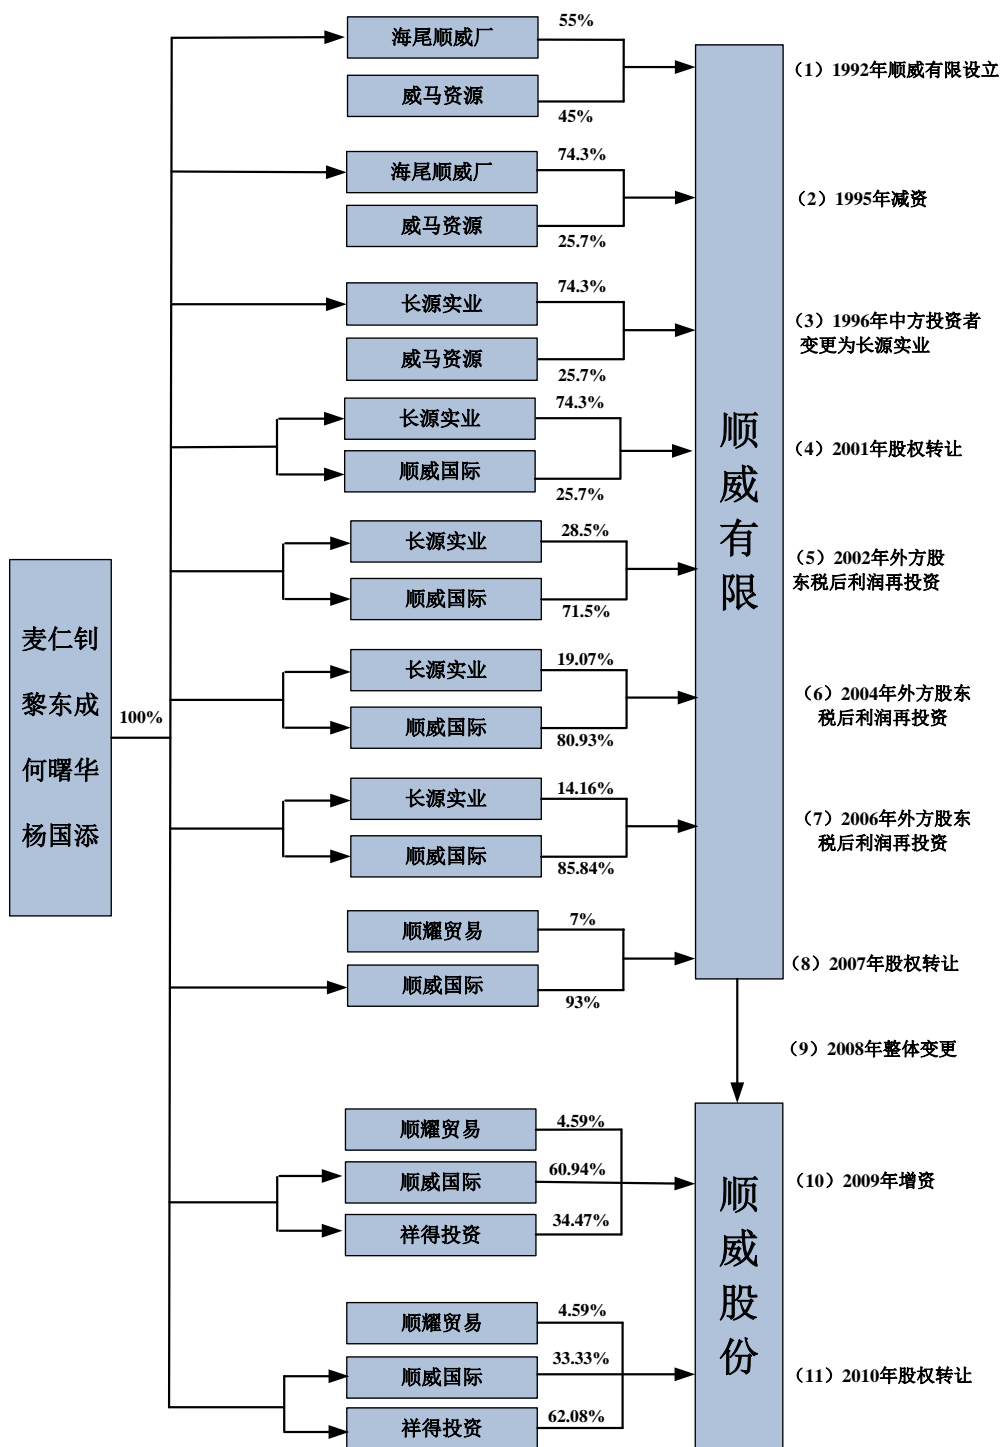 海尾顺威厂
55%
威马资源
45%
（1）1992年顺威有限设立
海尾顺威厂
74.3%
威马资源
25.7%
（2）1995年减资
长源实业
74.3%
威马资源
25.7%
（3）1996年中方投资者
变更为长源实业
长源实业
74.3%
顺威国际
25.7%
（4）2001年股权转让
长源实业
28.5%
顺威国际
71.5%
（5）2002年外方股
东税后利润再投资
长源实业
19.07%
顺威国际
80.93%
（6）2004年外方股东
税后利润再投资
长源实业
14.16%
顺威国际
85.84%
（7）2006年外方股东
税后利润再投资
顺耀贸易
7%
顺威国际
93%
（8）2007年股权转让
麦仁钊
黎东成
何曙华
杨国添
100%
顺
威
有
限
（9）2008年整体变更
顺耀贸易
4.59%
顺威国际
60.94%
祥得投资
34.47%
（10）2009年增资
顺耀贸易
4.59%
顺威国际
33.33%
祥得投资
62.08%
（11）2010年股权转让
顺
威
股
份